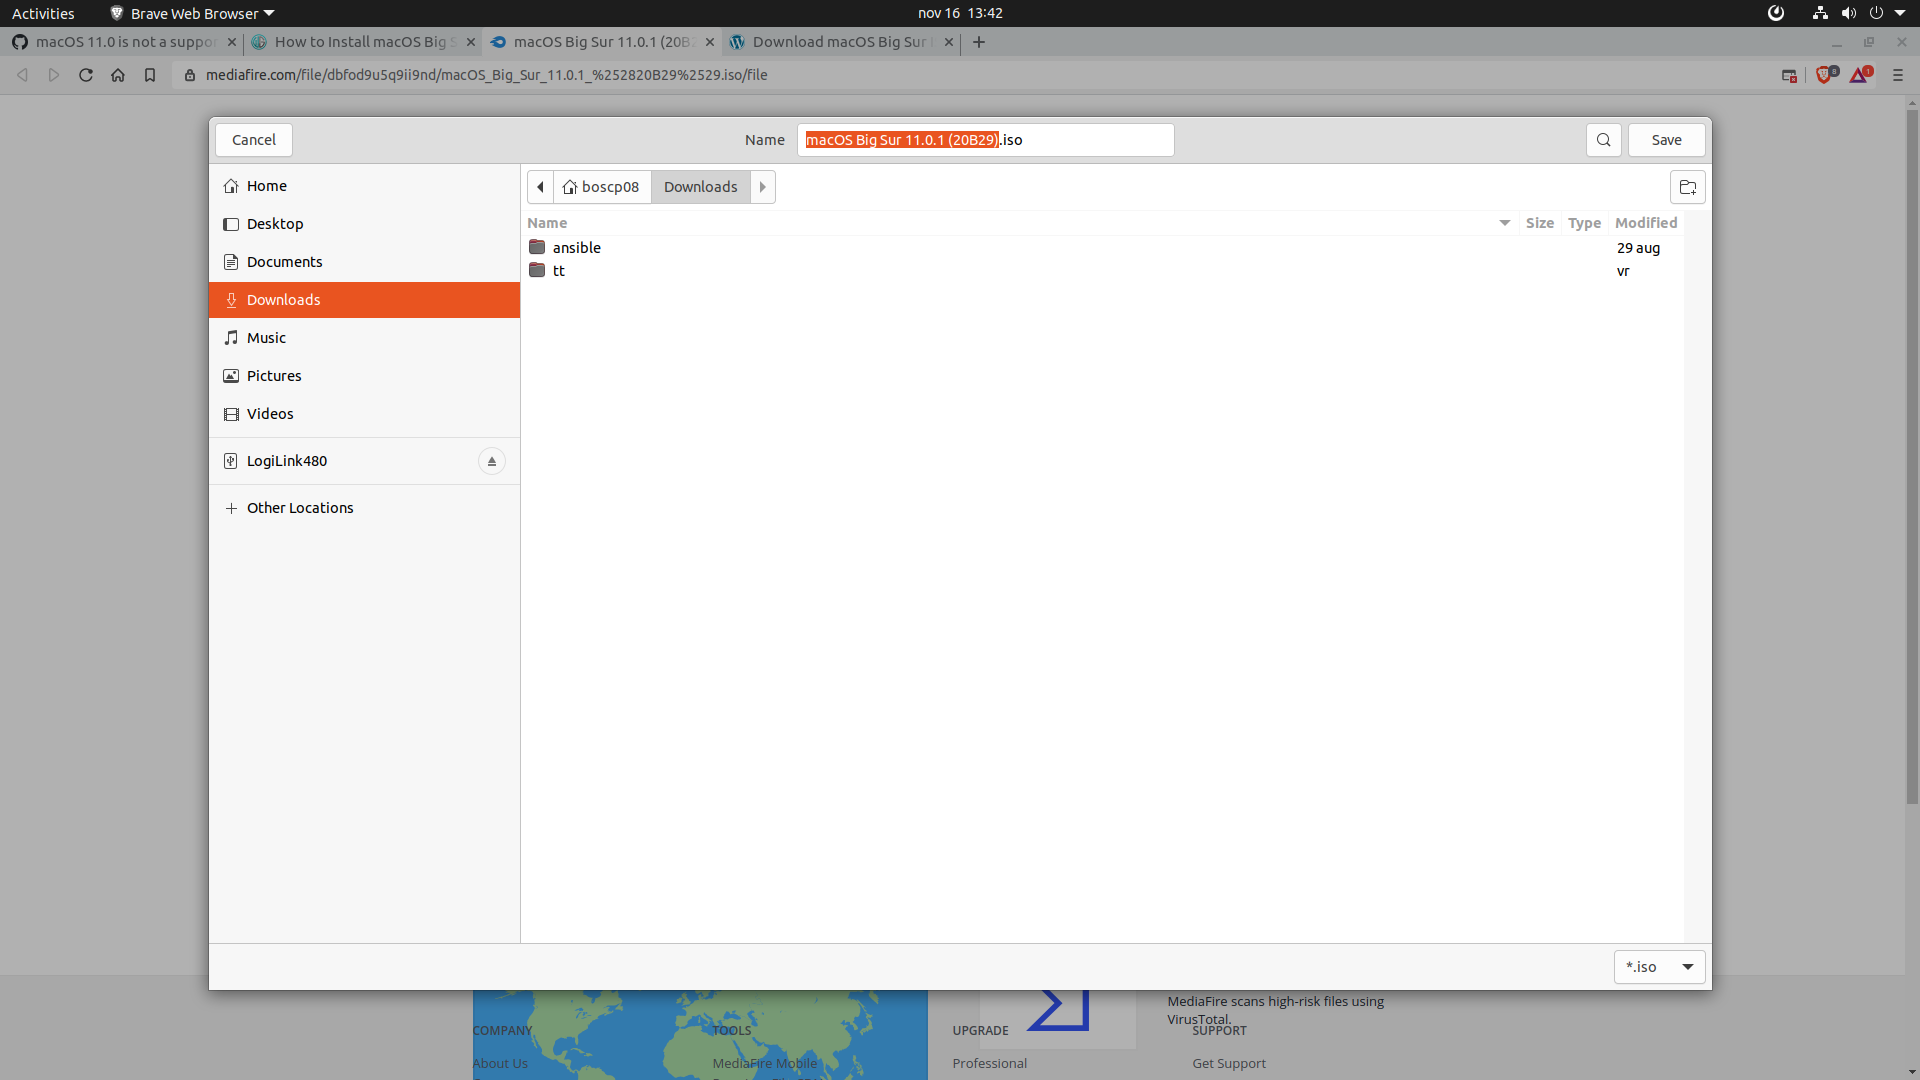 Activities
Brave Web Browser
nov 16 13:42
macOS 11.0 is not a suppor
How to Install macOS Big S
macOS Big Sur 11.0.1 (20B2
Download macOS Big Sur
mediafire.com/file/dbfod9u5q9ii9nd/macOS_Big_Sur_11.0.1_%252820B29%2529.iso/file
8
1
Cancel
Name
macOS Big Sur 11.0.1 (20B29).iso
Save
Home
Desktop
Documents
Downloads
Music
Pictures
Videos
LogiLink480
Other Locations
boscp08
Downloads
Name
Size
Type
Modified
ansible
29 aug
tt
vr
*.iso
MediaFire scans high-risk files using
VirusTotal.
COMPANY
TOOLS
UPGRADE
SUPPORT
About Us
MediaFire Mobile
Professional
Get Support